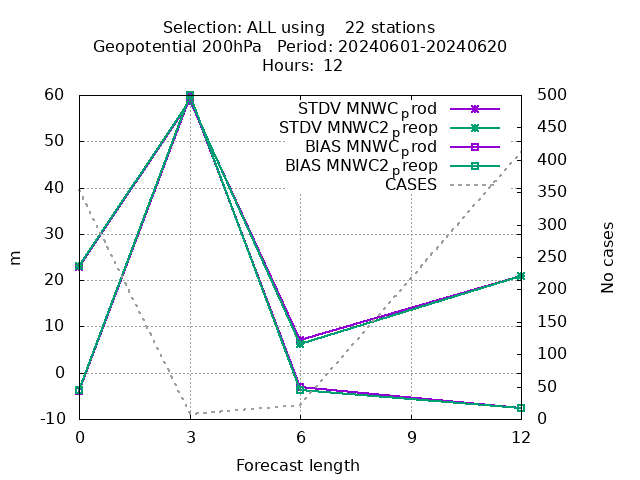 Selection: ALL using    22 stations
Geopotential 200hPa   Period: 20240601-20240620
Hours: 12
STDV MNWC_prod
STDV MNWC2_preop
BIAS MNWC_prod
BIAS MNWC2_preop
CASES
60
50
40
30
20
10
0
-10
m
500
450
400
350
300
250
200
150
100
50
0
No cases
0 3 6 9 12
Forecast length